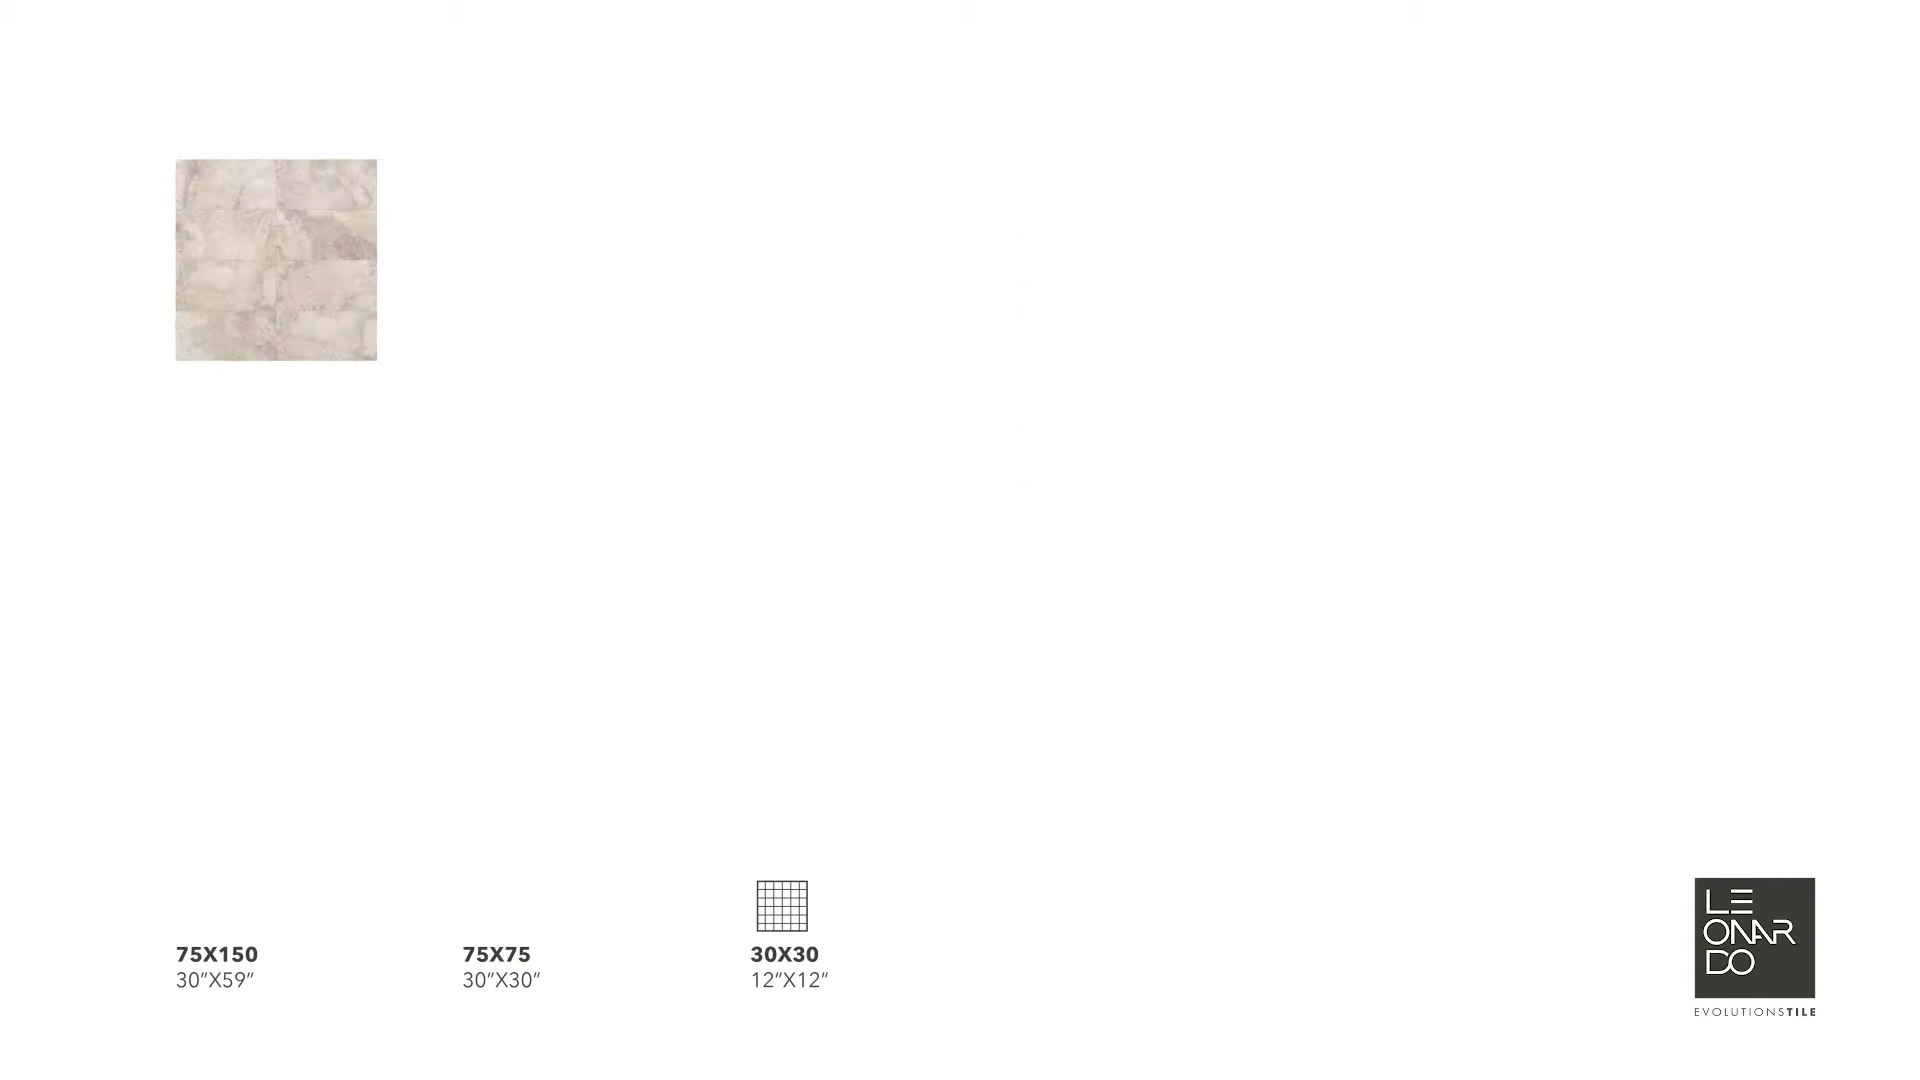 75X150
30”X59”
75X75
30”X30”
30X30
12”X12”
LE
ONAR
DO
EVOLUTIONSTILE